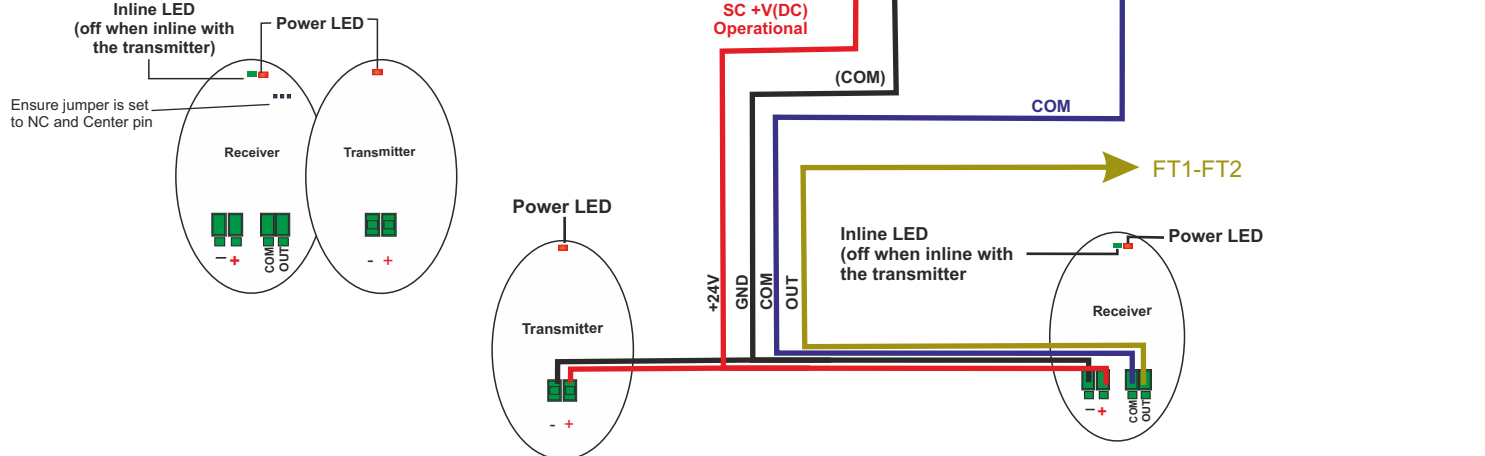 Inline LED
(off when inline with
the transmitter)
Power LED
Ensure jumper is set
to NC and Center pin
Receiver
Transmitter
– +
COM
OUT
- +
SC +V(DC)
Operational
(COM)
COM
FT1-FT2
Power LED
Transmitter
- +
+24V
GND
COM
OUT
Inline LED
(off when inline with
the transmitter
Power LED
Receiver
– +
COM
OUT